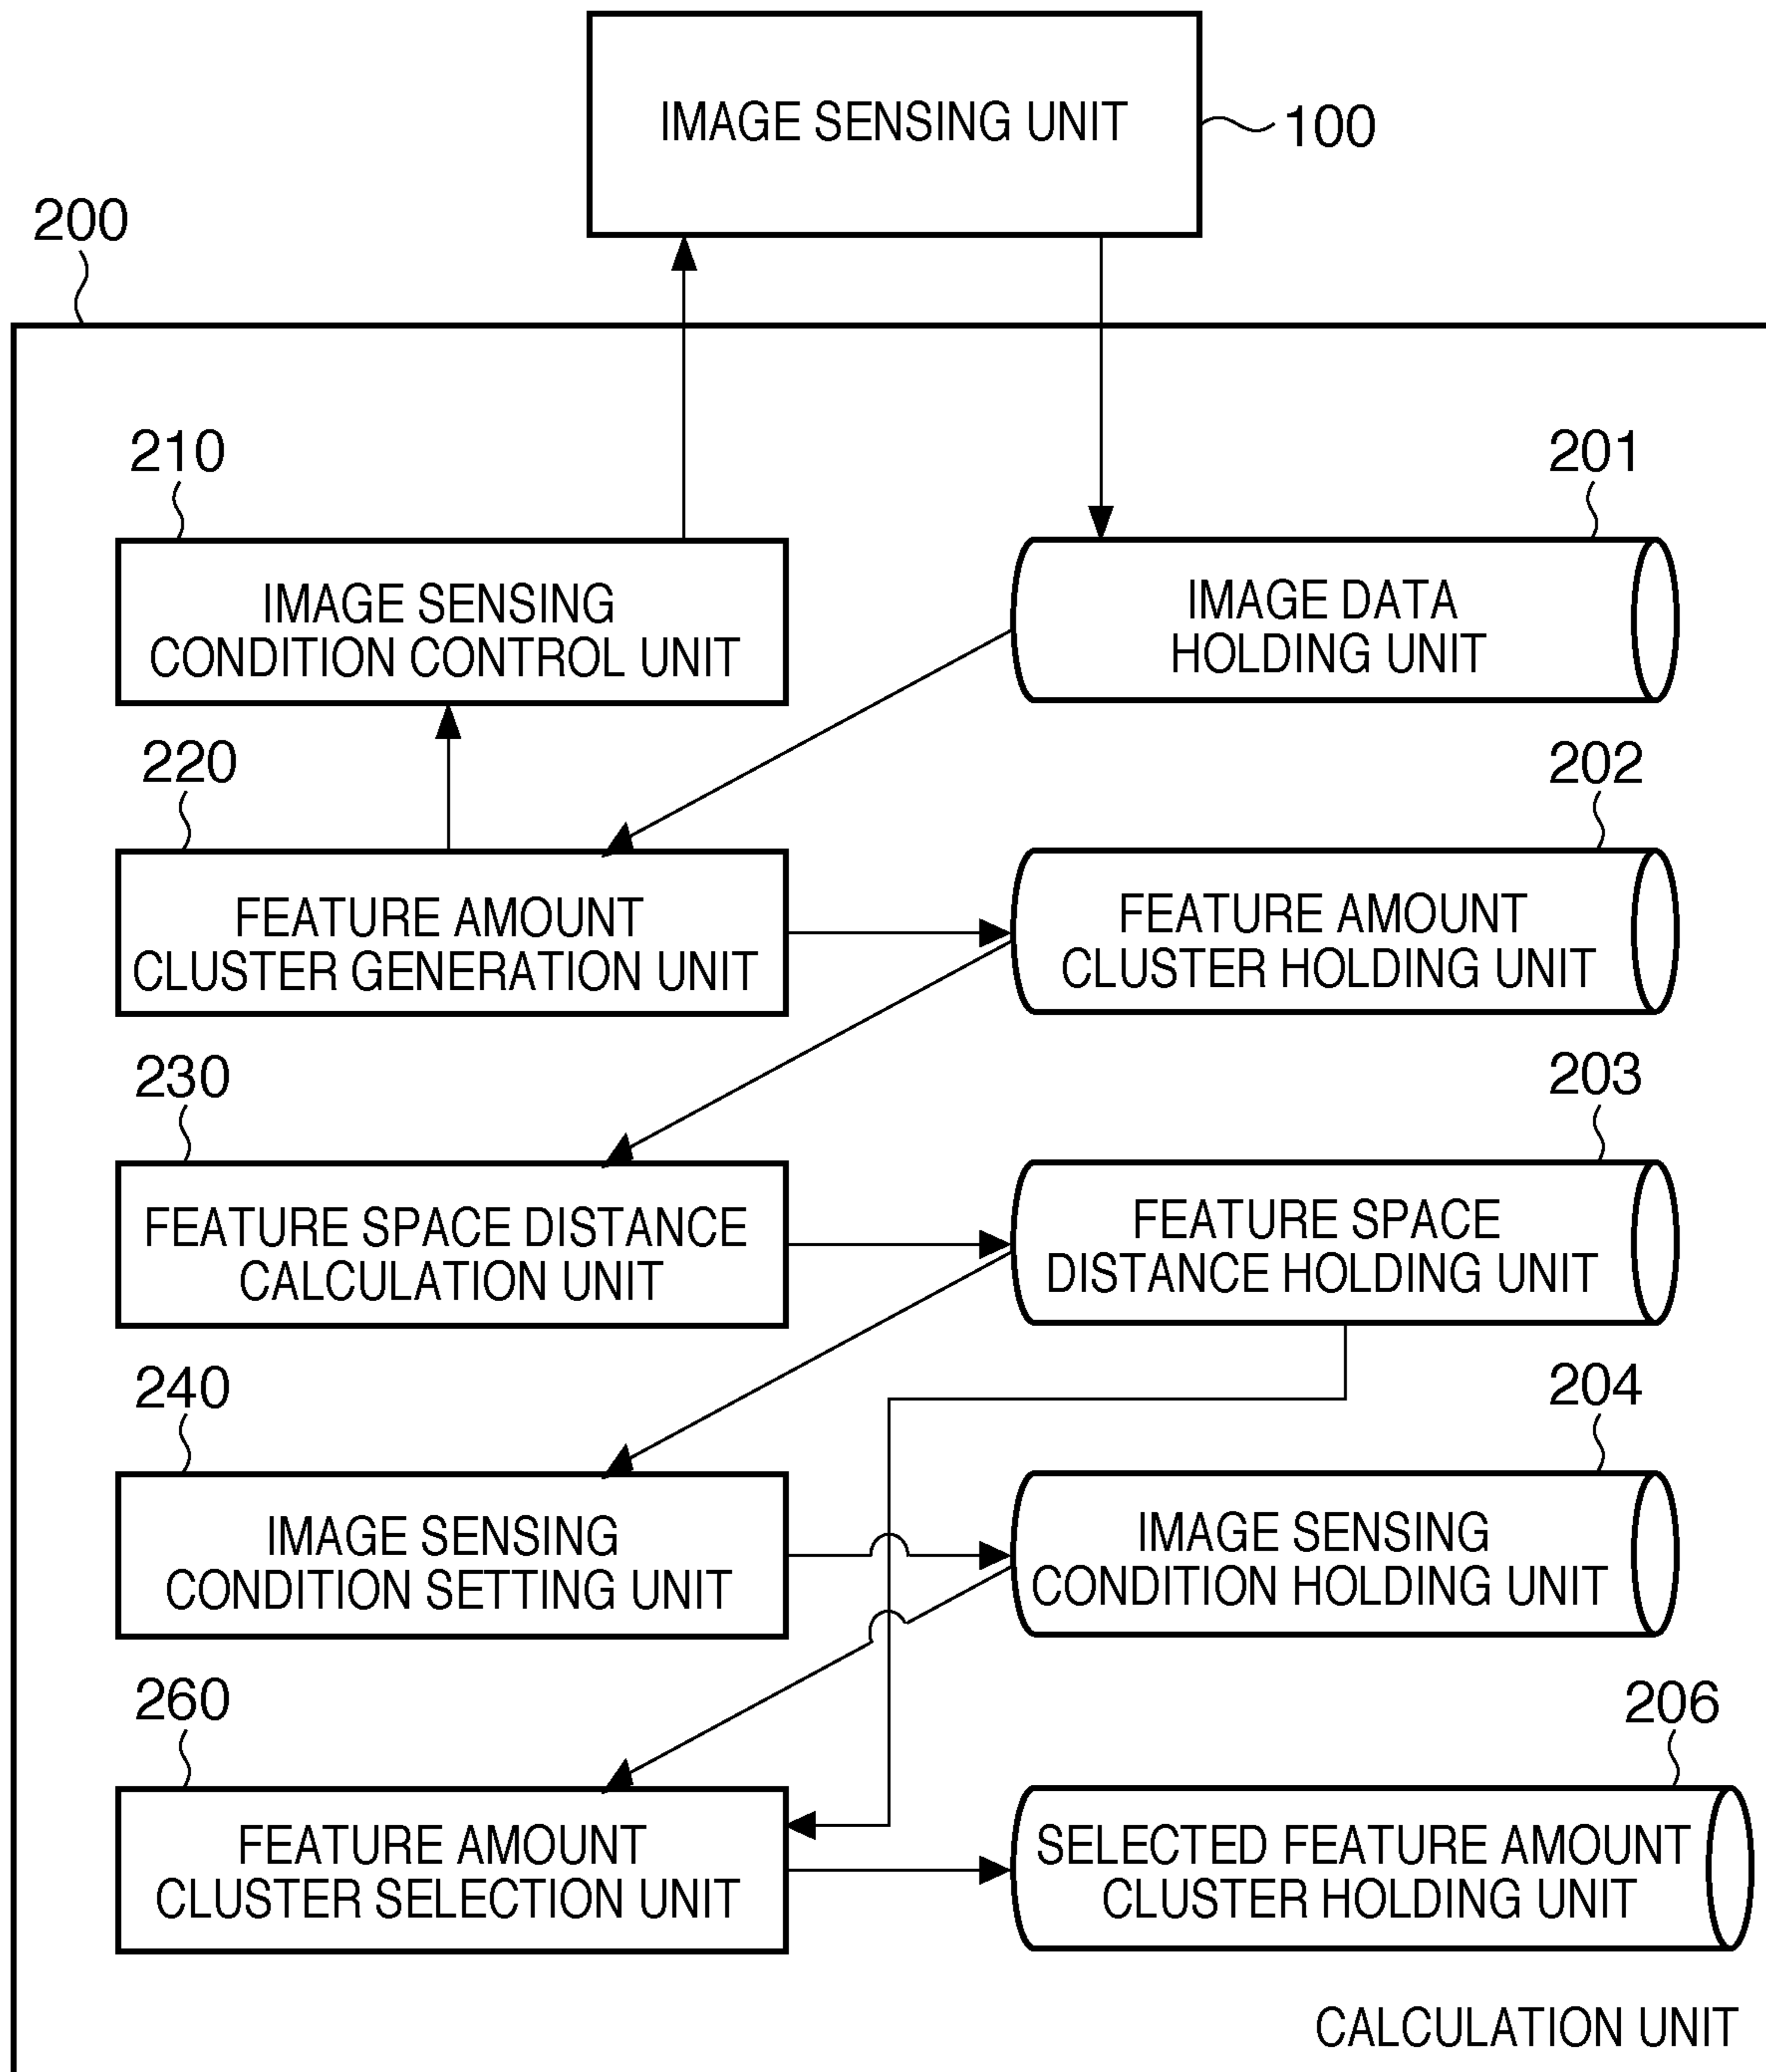 IMAGE SENSING UNIT
100
200
210
201
IMAGE SENSING
CONDITION CONTROL UNIT
IMAGE DATA
HOLDING UNIT
220
202
FEATURE AMOUNT
CLUSTER GENERATION UNIT
FEATURE AMOUNT
CLUSTER HOLDING UNIT
230
203
FEATURE SPACE DISTANCE
CALCULATION UNIT
FEATURE SPACE
DISTANCE HOLDING UNIT
240
204
IMAGE SENSING
CONDITION SETTING UNIT
IMAGE SENSING
CONDITION HOLDING UNIT
260
206
FEATURE AMOUNT
CLUSTER SELECTION UNIT
SELECTED FEATURE AMOUNT
CLUSTER HOLDING UNIT
CALCULATION UNIT